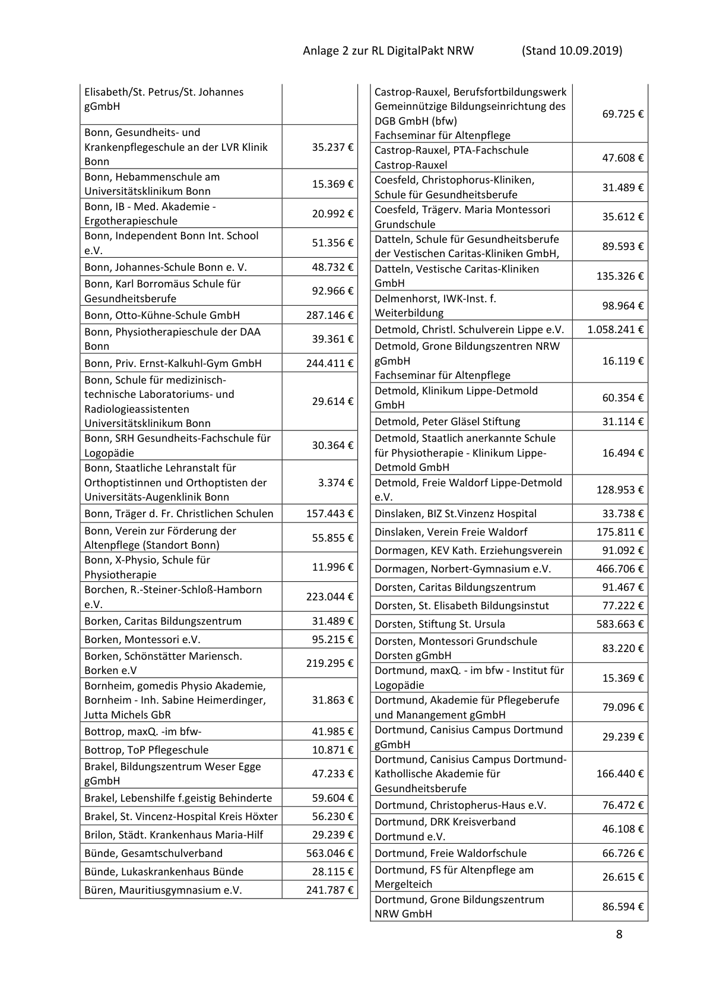 Anlage 2 zur RL DigitalPakt NRW (Stand 10.09.2019)
Elisabeth/St. Petrus/St. Johannes
gGmbH
Bonn, Gesundheits- und
Krankenpflegeschule an der LVR Klinik
Bonn
35.237 €
Bonn, Hebammenschule am
Universitätsklinikum Bonn
15.369 €
Bonn, IB - Med. Akademie -
Ergotherapieschule
20.992 €
Bonn, Independent Bonn Int. School
e.V.
51.356 €
Bonn, Johannes-Schule Bonn e. V. 48.732 €
Bonn, Karl Borromäus Schule für
Gesundheitsberufe
92.966 €
Bonn, Otto-Kühne-Schule GmbH 287.146 €
Bonn, Physiotherapieschule der DAA
Bonn
39.361 €
Bonn, Priv. Ernst-Kalkuhl-Gym GmbH 244.411 €
Bonn, Schule für medizinisch-
technische Laboratoriums- und
Radiologieassistenten
Universitätsklinikum Bonn
29.614 €
Bonn, SRH Gesundheits-Fachschule für
Logopädie
30.364 €
Bonn, Staatliche Lehranstalt für
Orthoptistinnen und Orthoptisten der
Universitäts-Augenklinik Bonn
3.374 €
Bonn, Träger d. Fr. Christlichen Schulen 157.443 €
Bonn, Verein zur Förderung der
Altenpflege (Standort Bonn)
55.855 €
Bonn, X-Physio, Schule für
Physiotherapie
11.996 €
Borchen, R.-Steiner-Schloß-Hamborn
e.V.
223.044 €
Borken, Caritas Bildungszentrum 31.489 €
Borken, Montessori e.V. 95.215 €
Borken, Schönstätter Mariensch.
Borken e.V
219.295 €
Bornheim, gomedis Physio Akademie,
Bornheim - Inh. Sabine Heimerdinger,
Jutta Michels GbR
31.863 €
Bottrop, maxQ. -im bfw- 41.985 €
Bottrop, ToP Pflegeschule 10.871 €
Brakel, Bildungszentrum Weser Egge
gGmbH
47.233 €
Brakel, Lebenshilfe f.geistig Behinderte 59.604 €
Brakel, St. Vincenz-Hospital Kreis Höxter 56.230 €
Brilon, Städt. Krankenhaus Maria-Hilf 29.239 €
Bünde, Gesamtschulverband 563.046 €
Bünde, Lukaskrankenhaus Bünde 28.115 €
Büren, Mauritiusgymnasium e.V. 241.787 €
Castrop-Rauxel, Berufsfortbildungswerk
Gemeinnützige Bildungseinrichtung des
DGB GmbH (bfw)
Fachseminar für Altenpflege
69.725 €
Castrop-Rauxel, PTA-Fachschule
Castrop-Rauxel
47.608 €
Coesfeld, Christophorus-Kliniken,
Schule für Gesundheitsberufe
31.489 €
Coesfeld, Trägerv. Maria Montessori
Grundschule
35.612 €
Datteln, Schule für Gesundheitsberufe
der Vestischen Caritas-Kliniken GmbH,
89.593 €
Datteln, Vestische Caritas-Kliniken
GmbH
135.326 €
Delmenhorst, IWK-Inst. f.
Weiterbildung
98.964 €
Detmold, Christl. Schulverein Lippe e.V. 1.058.241 €
Detmold, Grone Bildungszentren NRW
gGmbH
Fachseminar für Altenpflege
16.119 €
Detmold, Klinikum Lippe-Detmold
GmbH
60.354 €
Detmold, Peter Gläsel Stiftung 31.114 €
Detmold, Staatlich anerkannte Schule
für Physiotherapie - Klinikum Lippe-
Detmold GmbH
16.494 €
Detmold, Freie Waldorf Lippe-Detmold
e.V.
128.953 €
Dinslaken, BIZ St.Vinzenz Hospital 33.738 €
Dinslaken, Verein Freie Waldorf 175.811 €
Dormagen, KEV Kath. Erziehungsverein 91.092 €
Dormagen, Norbert-Gymnasium e.V. 466.706 €
Dorsten, Caritas Bildungszentrum 91.467 €
Dorsten, St. Elisabeth Bildungsinstut 77.222 €
Dorsten, Stiftung St. Ursula 583.663 €
Dorsten, Montessori Grundschule
Dorsten gGmbH
83.220 €
Dortmund, maxQ. - im bfw - Institut für
Logopädie
15.369 €
Dortmund, Akademie für Pflegeberufe
und Manangement gGmbH
79.096 €
Dortmund, Canisius Campus Dortmund
gGmbH
29.239 €
Dortmund, Canisius Campus Dortmund-
Kathollische Akademie für
Gesundheitsberufe
166.440 €
Dortmund, Christopherus-Haus e.V. 76.472 €
Dortmund, DRK Kreisverband
Dortmund e.V.
46.108 €
Dortmund, Freie Waldorfschule 66.726 €
Dortmund, FS für Altenpflege am
Mergelteich
26.615 €
Dortmund, Grone Bildungszentrum
NRW GmbH
86.594 €
8